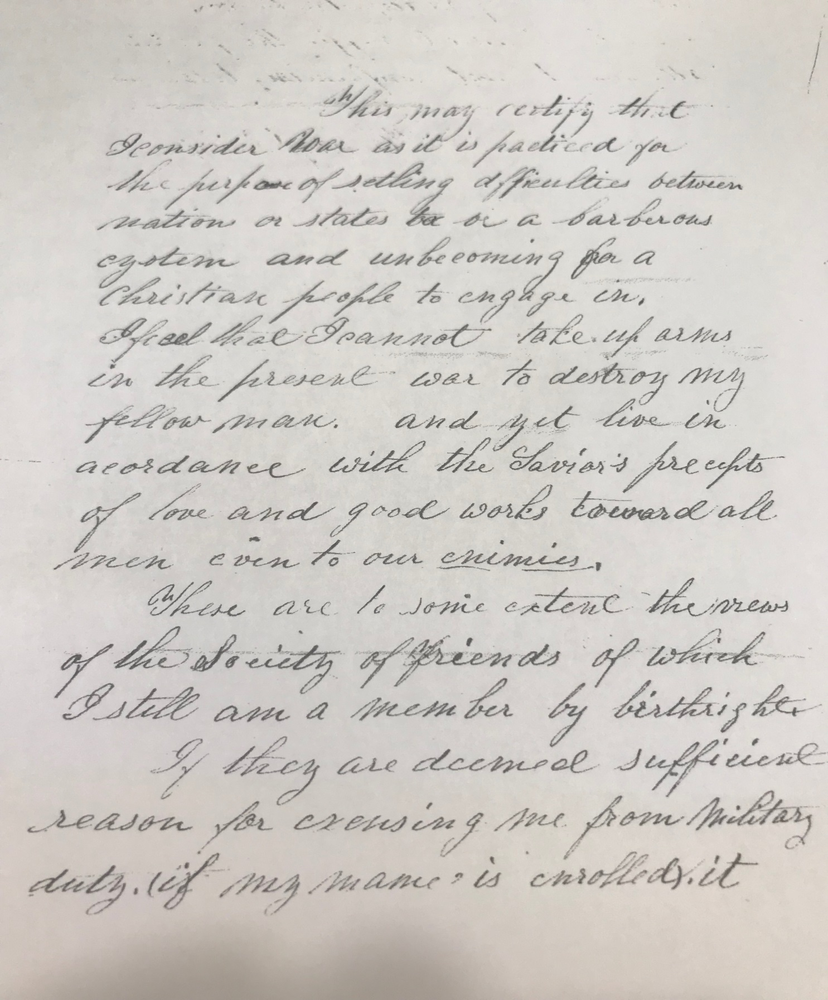 This may certify that
I consider War as it is practiced for
the purpose of setling difficulties between
nation or states to be a barberous
cystem and unbecoming for a
Christian people to engage in.
I feel that I cannot take up arms
in the present war to destroy my
fellow man. and yet live in
acordance with the Savior's precepts
of love and good works toward all
men even to our enimies.
These are to some extent the views
of the Society of Friends of which
I still am a member by birthright.
If they are deemed sufficient
reason for excusing me from Military
duty. (if my name is enrolled). it